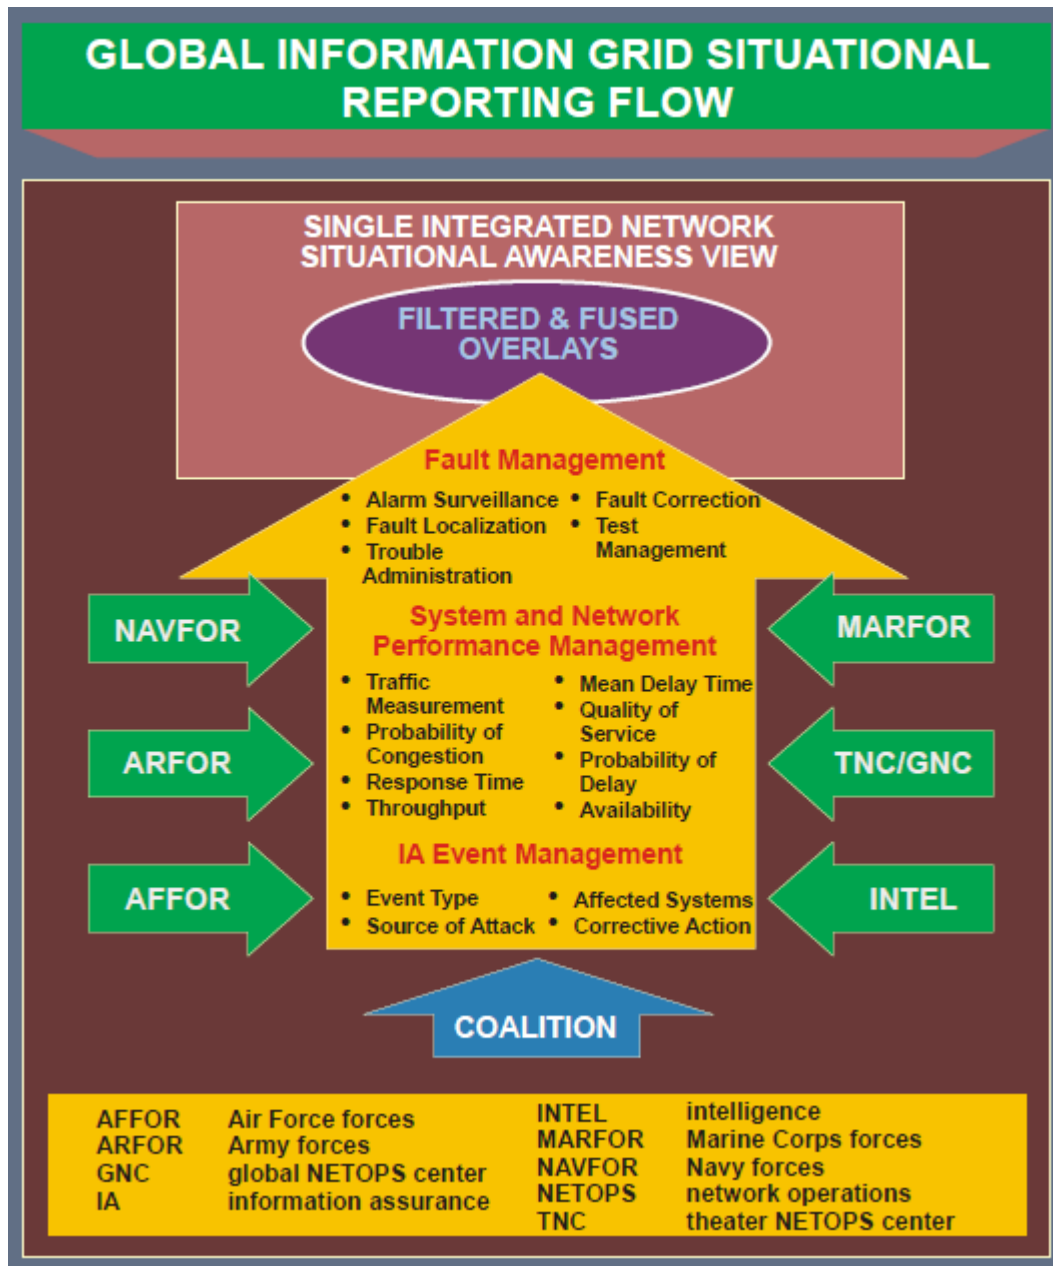 GLOBAL INFORMATION GRID SITUATIONAL
REPORTING FLOW
SINGLE INTEGRATED NETWORK
SITUATIONAL AWARENESS VIEW
FILTERED & FUSED
OVERLAYS
Fault Management
• Alarm Surveillance
• Fault Localization
• Trouble
Administration
• Fault Correction
• Test
Management
NAVFOR
MARFOR
System and Network
Performance Management
• Traffic
Measurement
• Probability of
Congestion
• Response Time
• Throughput
• Mean Delay Time
• Quality of
Service
• Probability of
Delay
• Availability
ARFOR
TNC/GNC
IA Event Management
• Event Type
• Source of Attack
• Affected Systems
• Corrective Action
AFFOR
INTEL
COALITION
AFFOR Air Force forces
ARFOR Army forces
GNC global NETOPS center
IA information assurance
INTEL intelligence
MARFOR Marine Corps forces
NAVFOR Navy forces
NETOPS network operations
TNC theater NETOPS center